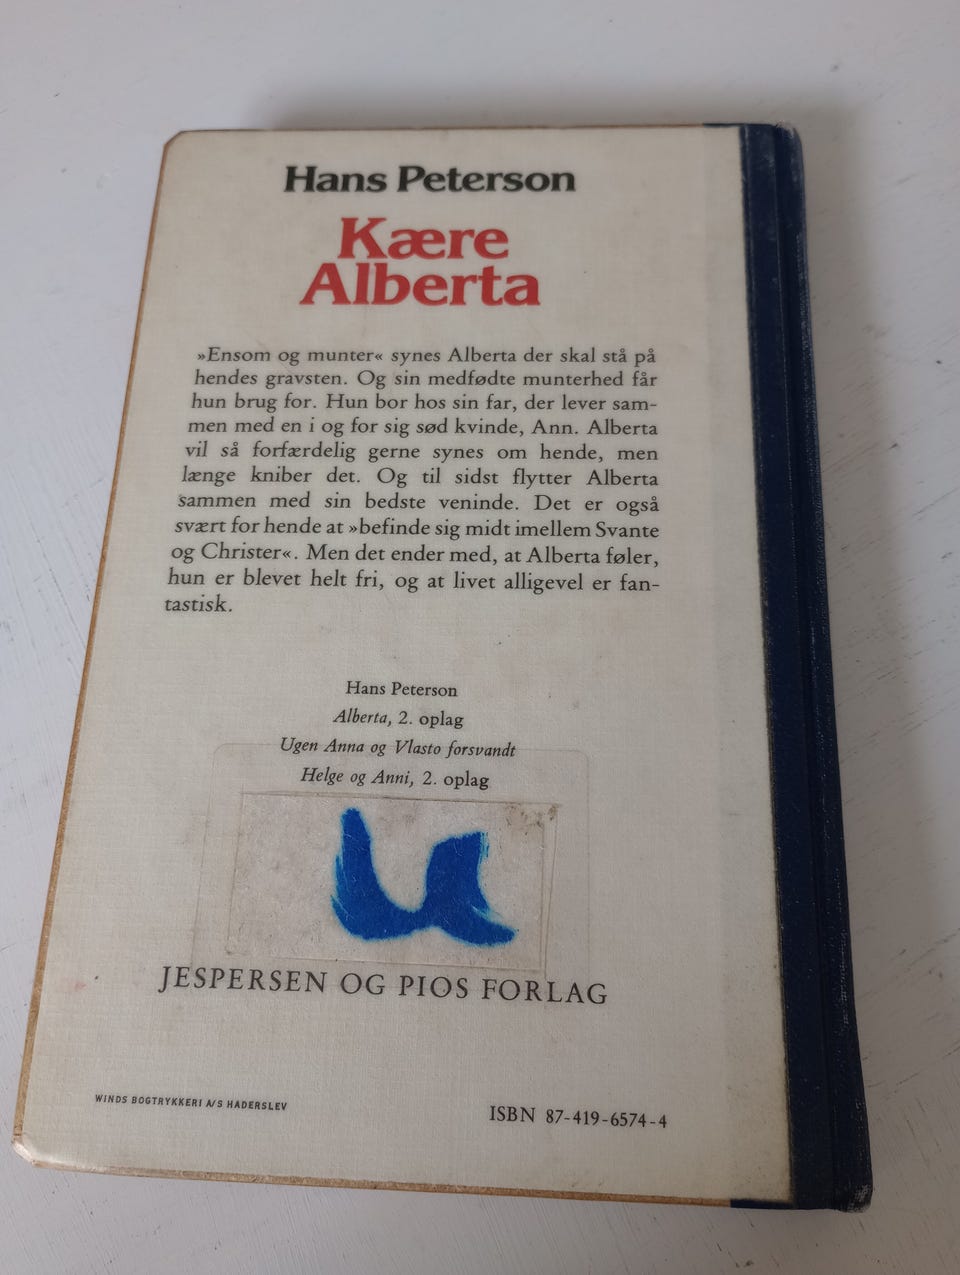 Hans Peterson
Kære
Alberta
»Ensom og munter« synes Alberta der skal stå på
hendes gravsten. Og sin medfødte munterhed får
hun brug for. Hun bor hos sin far, der lever sam-
men med en i og for sig sød kvinde, Ann. Alberta
vil så forfærdelig gerne synes om hende, men
længe kniber det. Og til sidst flytter Alberta
sammen med sin bedste veninde. Det er også
svært for hende at »befinde sig midt imellem Svante
og Christer«. Men det ender med, at Alberta føler,
hun er blevet helt fri, og at livet alligevel er fan-
tastisk.
Hans Peterson
Alberta, 2. oplag
Ugen Anna og Vlasto forsvandt
Helge og Anni, 2. oplag
u
JESPERSEN OG PIOS FORLAG
WINDS BOGTRYKKERI A/S HADERSLEV
ISBN 87-419-6574-4